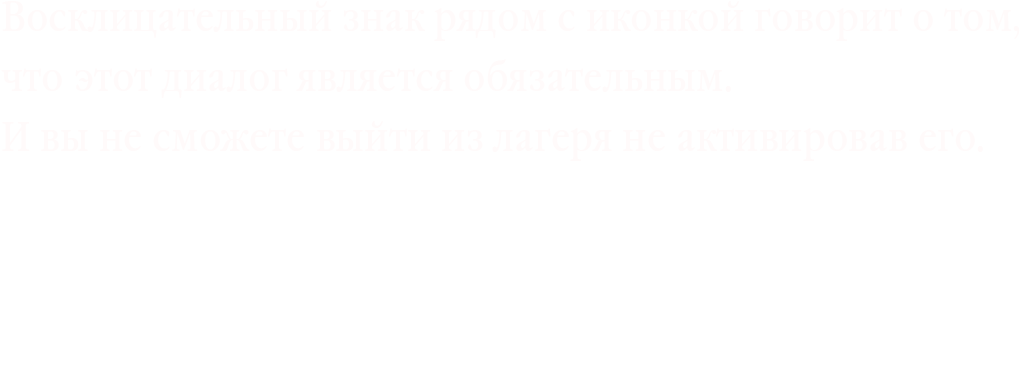 Восклицательный знак рядом с иконкой говорит о том,
что этот диалог является обязательным.
И вы не сможете выйти из лагеря не активировав его.